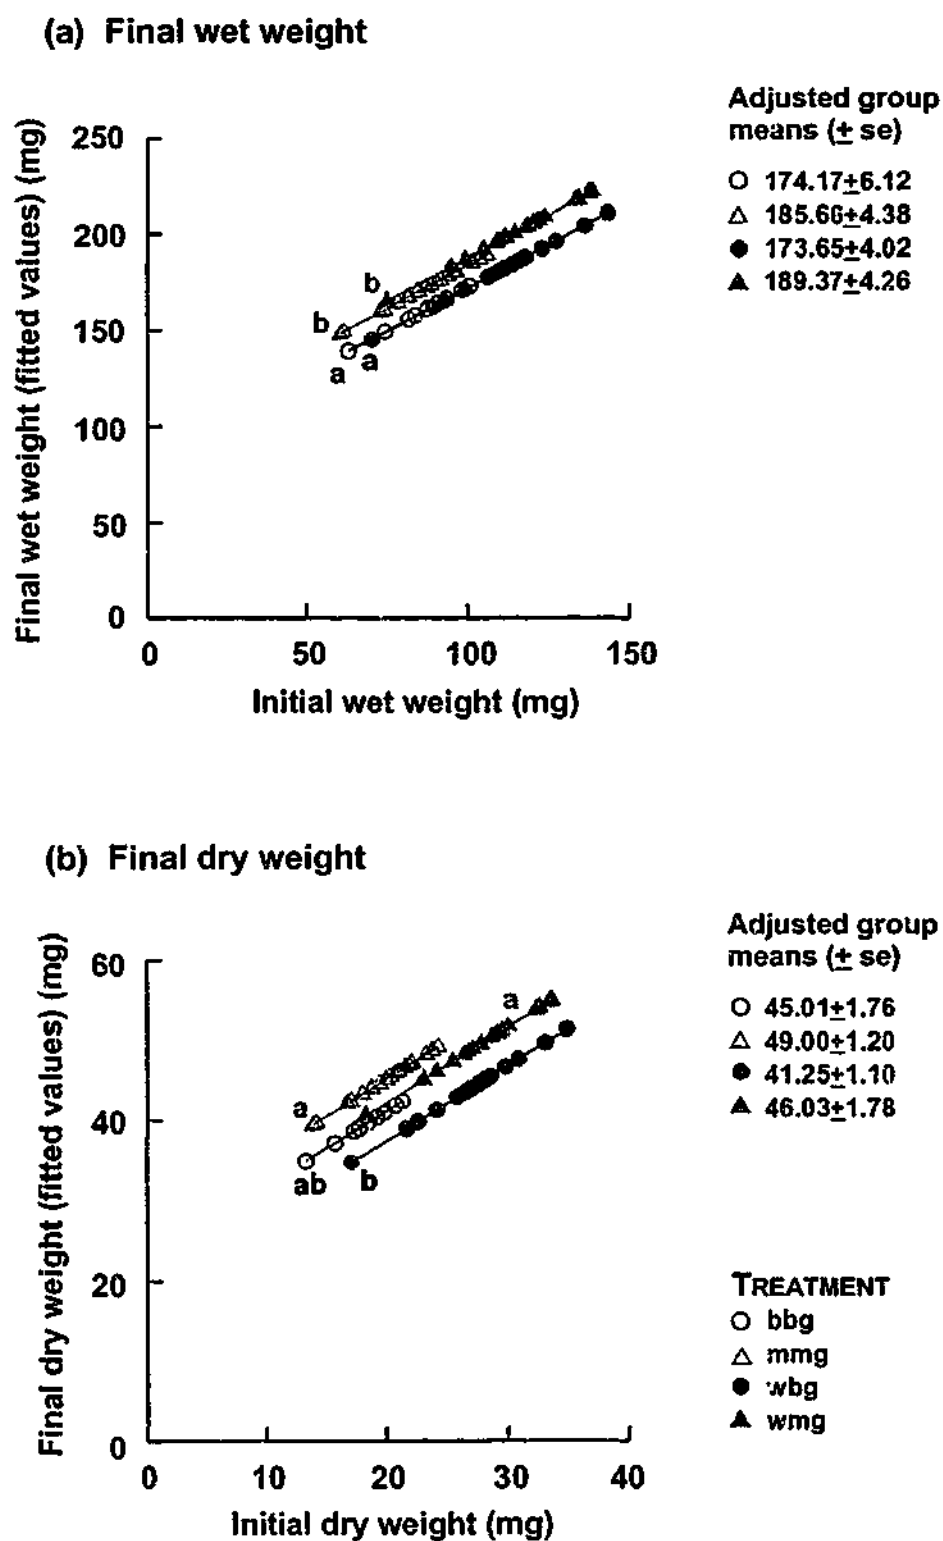 (a) Final wet weight
Adjusted group
means (± se)
○ 174.17±6.12
△ 185.66±4.38
● 173.65±4.02
▲ 189.37±4.26
Final wet weight (fitted values) (mg)
250
200
150
100
50
0
b
b
a
a
0 50 100 150
Initial wet weight (mg)
(b) Final dry weight
Adjusted group
means (± se)
○ 45.01±1.76
△ 49.00±1.20
● 41.25±1.10
▲ 46.03±1.78
Final dry weight (fitted values) (mg)
60
40
20
0
a
a
ab
b
0 10 20 30 40
Initial dry weight (mg)
TREATMENT
○ bbg
△ mmg
● wbg
▲ wmg